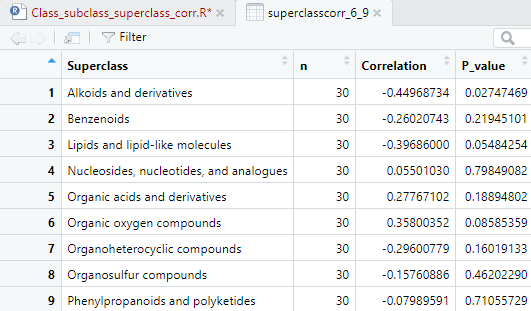 Class_subclass_superclass_corr.R* superclasscorr_6_9
Filter
Superclass n Correlation P_value
1 Alkoids and derivatives 30 -0.44968734 0.02747469
2 Benzenoids 30 -0.26020743 0.21945101
3 Lipids and lipid-like molecules 30 -0.39686000 0.05484254
4 Nucleosides, nucleotides, and analogues 30 0.05501030 0.79849082
5 Organic acids and derivatives 30 0.27767102 0.18894802
6 Organic oxygen compounds 30 0.35800352 0.08585359
7 Organoheterocyclic compounds 30 -0.29600779 0.16019133
8 Organosulfur compounds 30 -0.15760886 0.46202290
9 Phenylpropanoids and polyketides 30 -0.07989591 0.71055729